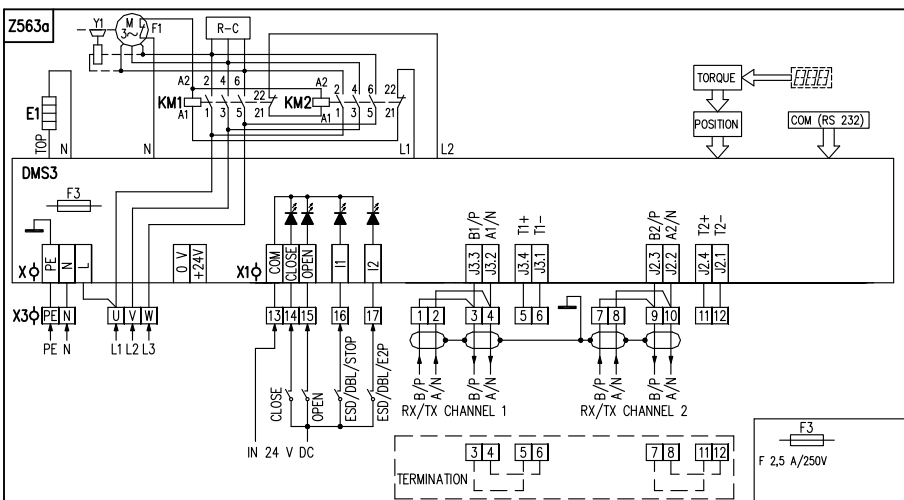 Z563a
Y1
M
3~
F1
R-C
A2 2 4 6
KM1
22
21
A1 1 3 5
A2 2 4 6 22
KM2
A1 1 3 5 21
E1
TOP N
N
L1 L2
TORQUE
POSITION
COM (RS 232)
DMS3
F3
X
PE N L
0 V
+24V
X1
COM CLOSE OPEN I1 I2
B1/P A1/N T1+ T1-
J3.3 J3.2 J3.4 J3.1
B2/P A2/N T2+ T2-
J2.3 J2.2 J2.4 J2.1
X3
PE N U V W
13 14 15 16 17
1 2 3 4 5 6
7 8 9 10 11 12
PE N L1 L2 L3
CLOSE
OPEN
ESD/DBL/STOP
ESD/DBL/E2P
IN 24 V DC
B/P A/N B/P A/N
RX/TX CHANNEL 1
B/P A/N B/P A/N
RX/TX CHANNEL 2
TERMINATION
3 4 5 6
7 8 11 12
F3
F 2,5 A/250V